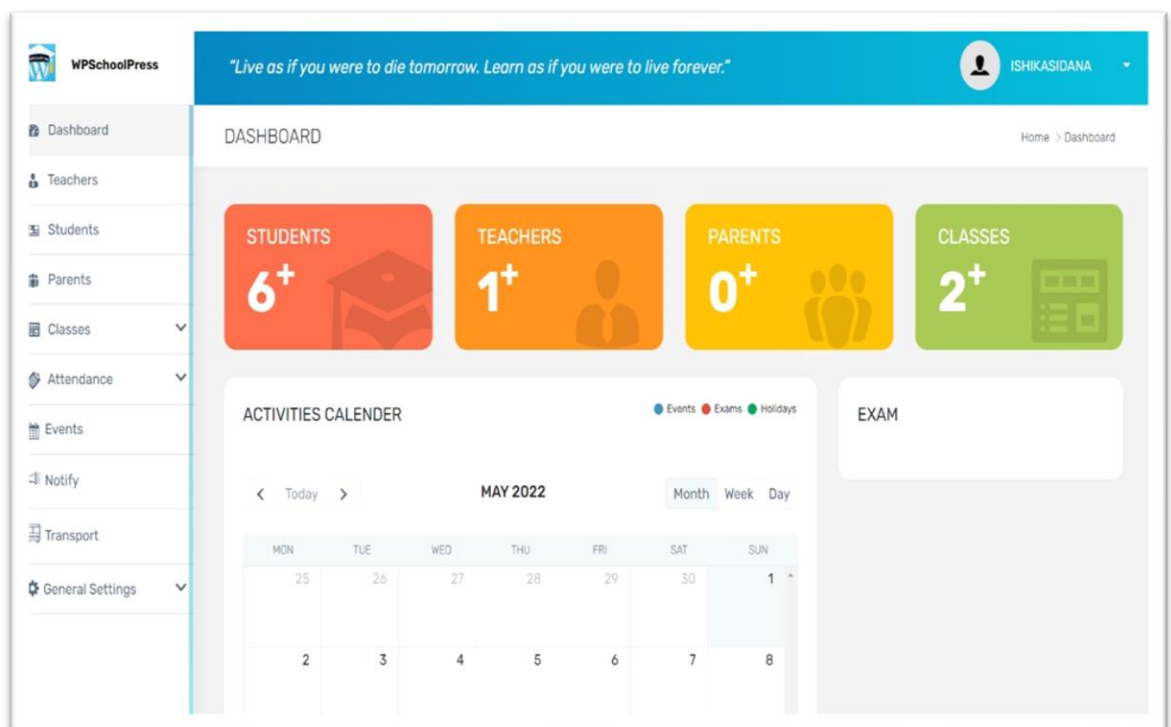 WPSchoolPress
"Live as if you were to die tomorrow. Learn as if you were to live forever."
ISHIKASIDANA
Dashboard
Teachers
Students
Parents
Classes
Attendance
Events
Notify
Transport
General Settings
DASHBOARD
Home > Dashboard
STUDENTS
6+
TEACHERS
1+
PARENTS
0+
CLASSES
2+
ACTIVITIES CALENDER
Events Exams Holidays
< Today >
MAY 2022
Month Week Day
MON TUE WED THU FRI SAT SUN
25 26 27 28 29 30 1
2 3 4 5 6 7 8
EXAM